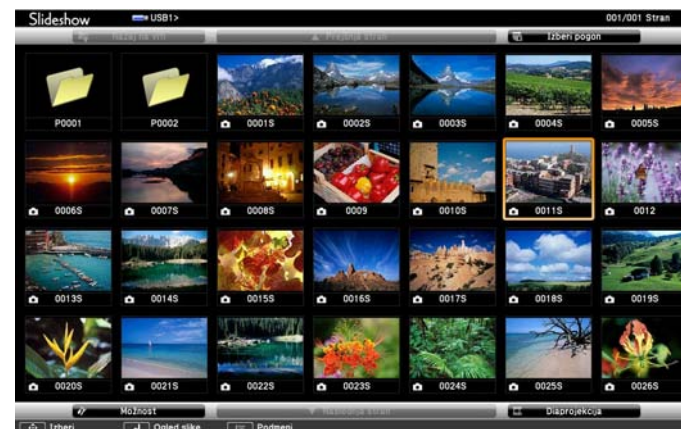 Slideshow USB1> 001/001 Stran
Nazaj na vrh Prejšnja stran Izberi pogon
P0001 P0002 0001S 0002S 0003S 0004S 0005S
0006S 0007S 0008S 0009 0010S 0011S 0012
0013S 0014S 0015S 0016S 0017S 0018S 0019S
0020S 0021S 0022S 0023S 0024S 0025S 0026S
Možnost Naslednja stran Diaprojekcija
Izberi Ogled slike Podmeni